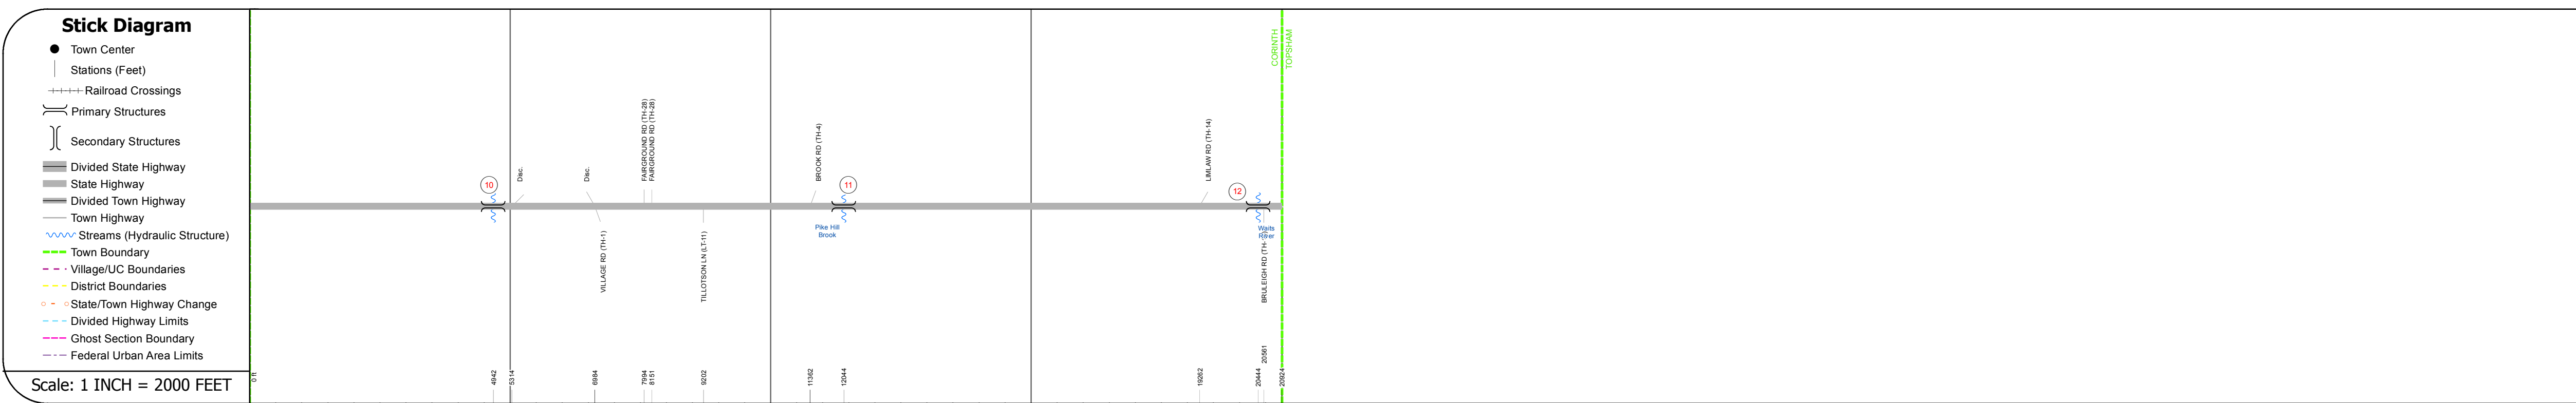 Stick Diagram
Town Center
Stations (Feet)
Railroad Crossings
Primary Structures
Secondary Structures
Divided State Highway
State Highway
Divided Town Highway
Town Highway
Streams (Hydraulic Structure)
Town Boundary
Village/UC Boundaries
District Boundaries
State/Town Highway Change
Divided Highway Limits
Ghost Section Boundary
Federal Urban Area Limits
Scale: 1 INCH = 2000 FEET
CORINTH
TOPSHAM
10
Disc.
Disc.
FAIRGROUND RD (TH-28)
FAIRGROUND RD (TH-28)
BROOK RD (TH-4)
11
LIMLAW RD (TH-14)
12
VILLAGE RD (TH-1)
TILLOTSON LN (LT-11)
Pike Hill
Brook
Waits
River
BRULEIGH RD (TH-
0 ft
4942
5314
6984
7994
8151
9202
11362
12044
19262
20444
20561
20924